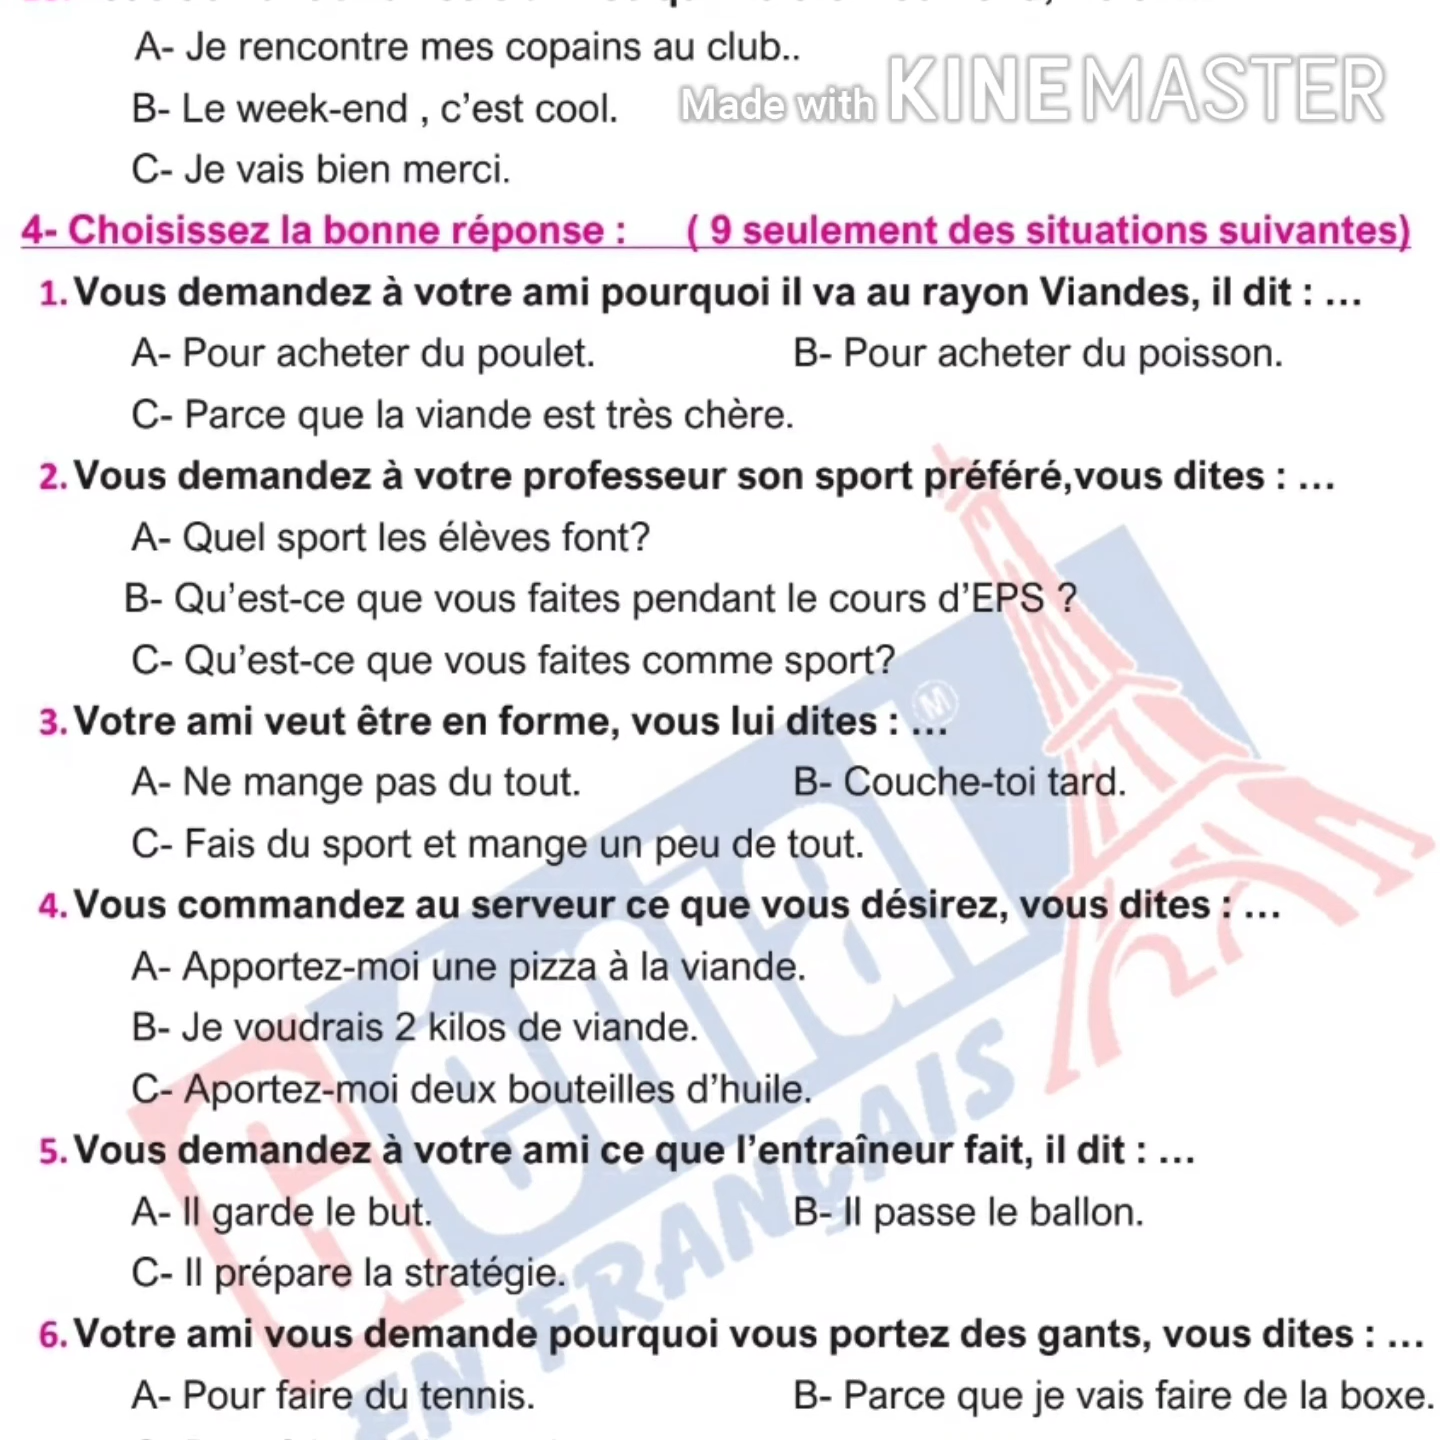 A- Je rencontre mes copains au club..
Made with KINEMASTER
B- Le week-end , c’est cool.
C- Je vais bien merci.
4- Choisissez la bonne réponse : ( 9 seulement des situations suivantes)
1. Vous demandez à votre ami pourquoi il va au rayon Viandes, il dit : ...
A- Pour acheter du poulet. B- Pour acheter du poisson.
C- Parce que la viande est très chère.
2. Vous demandez à votre professeur son sport préféré,vous dites : ...
A- Quel sport les élèves font?
B- Qu’est-ce que vous faites pendant le cours d’EPS ?
C- Qu’est-ce que vous faites comme sport?
3. Votre ami veut être en forme, vous lui dites : ...
A- Ne mange pas du tout. B- Couche-toi tard.
C- Fais du sport et mange un peu de tout.
4. Vous commandez au serveur ce que vous désirez, vous dites : ...
A- Apportez-moi une pizza à la viande.
B- Je voudrais 2 kilos de viande.
C- Aportez-moi deux bouteilles d’huile.
5. Vous demandez à votre ami ce que l’entraîneur fait, il dit : ...
A- Il garde le but. B- Il passe le ballon.
C- Il prépare la stratégie.
6. Votre ami vous demande pourquoi vous portez des gants, vous dites : ...
A- Pour faire du tennis. B- Parce que je vais faire de la boxe.
Génial
EN FRANÇAIS